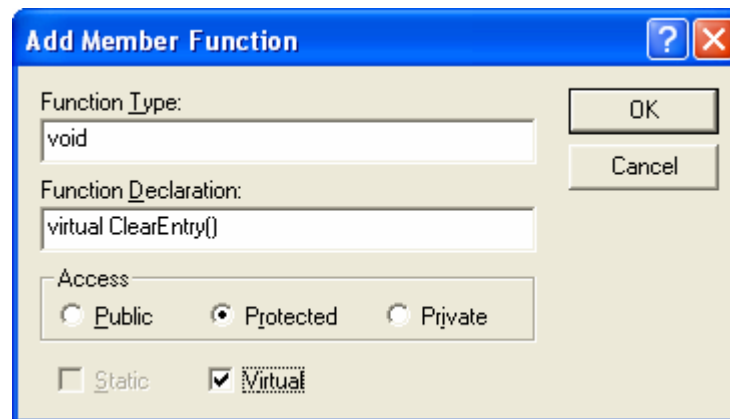 Add Member Function
?
Function Type:
OK
void
Cancel
Function Declaration:
virtual ClearEntry()
Access
Public Protected Private
Static Virtual